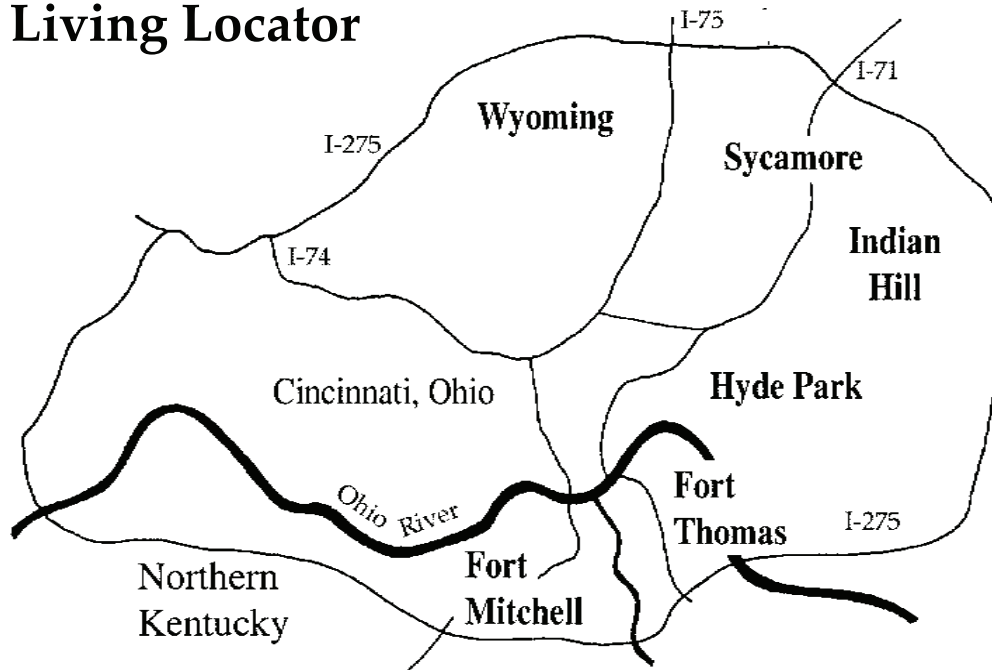 Living Locator
I-75
I-71
Wyoming
I-275
Sycamore
I-74
Indian
Hill
Cincinnati, Ohio
Hyde Park
Ohio River
Fort
Thomas
I-275
Fort
Mitchell
Northern
Kentucky